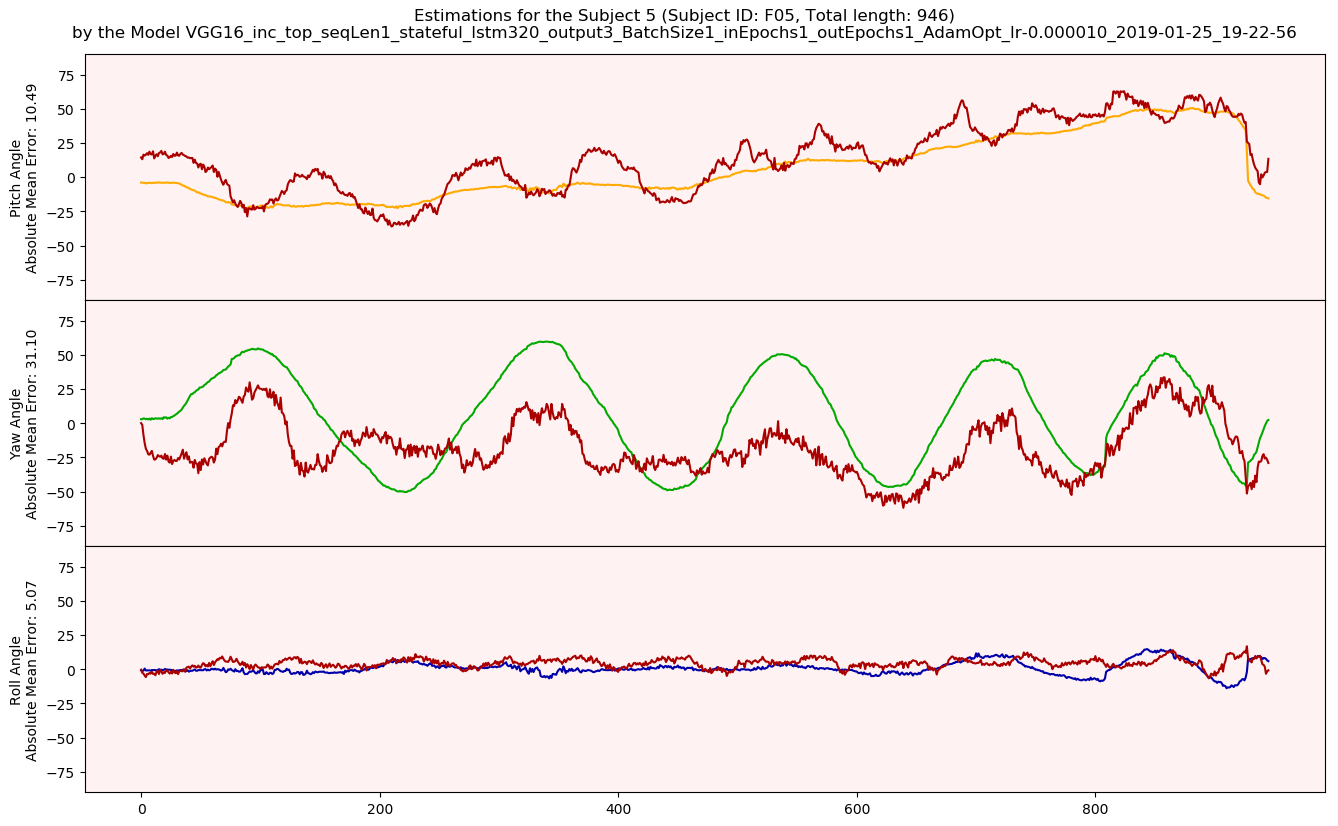 Estimations for the Subject 5 (Subject ID: F05, Total length: 946)
by the Model VGG16_inc_top_seqLen1_stateful_lstm320_output3_BatchSize1_inEpochs1_outEpochs1_AdamOpt_lr-0.000010_2019-01-25_19-22-56
Pitch Angle
Absolute Mean Error: 10.49
75
50
25
0
−25
−50
−75
Yaw Angle
Absolute Mean Error: 31.10
75
50
25
0
−25
−50
−75
Roll Angle
Absolute Mean Error: 5.07
75
50
25
0
−25
−50
−75
0 200 400 600 800